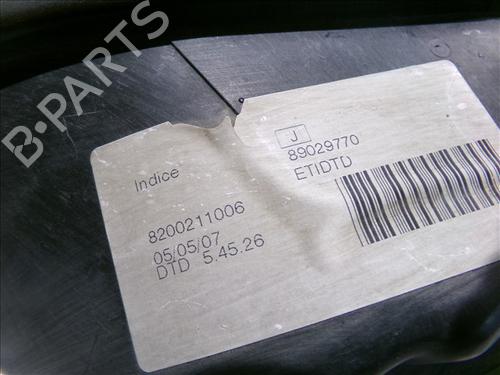 B-PARTS
J
89029770
ETIDTD
Indice
8200211006
05/05/07
DTD 5.45.26